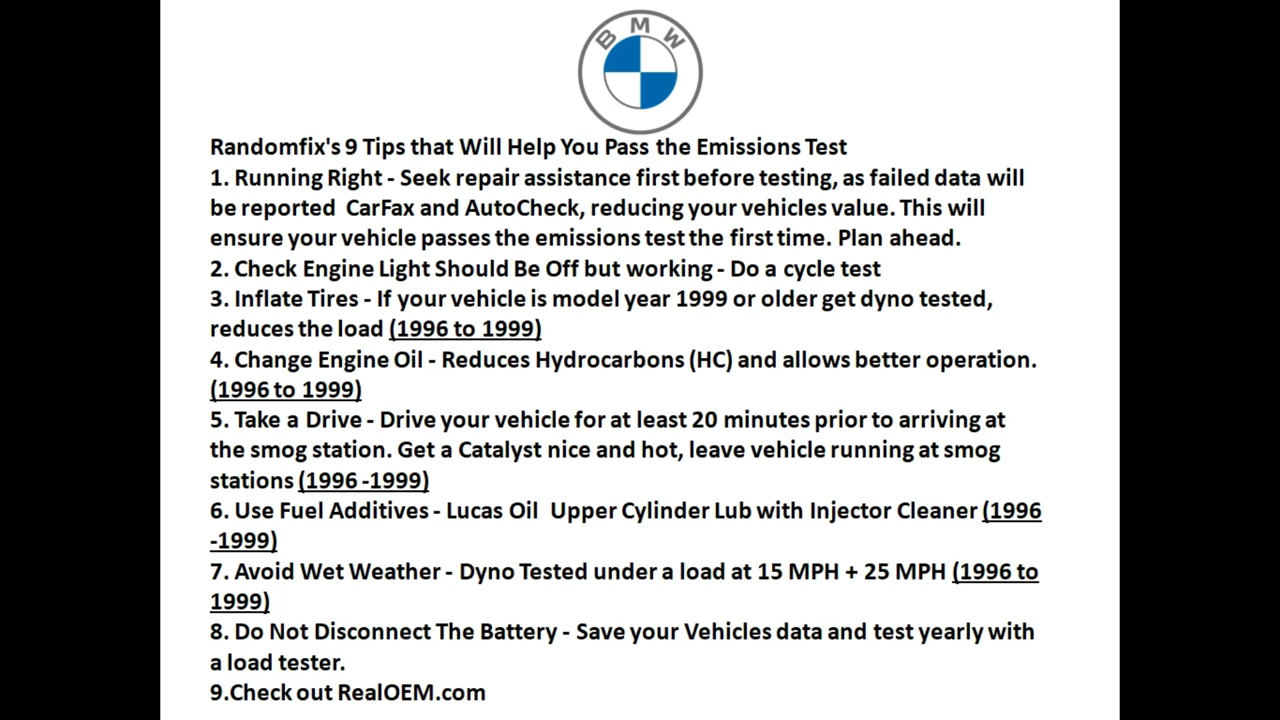 BMW
Randomfix's 9 Tips that Will Help You Pass the Emissions Test
1. Running Right - Seek repair assistance first before testing, as failed data will
be reported  CarFax and AutoCheck, reducing your vehicles value. This will
ensure your vehicle passes the emissions test the first time. Plan ahead.
2. Check Engine Light Should Be Off but working - Do a cycle test
3. Inflate Tires - If your vehicle is model year 1999 or older get dyno tested,
reduces the load (1996 to 1999)
4. Change Engine Oil - Reduces Hydrocarbons (HC) and allows better operation.
(1996 to 1999)
5. Take a Drive - Drive your vehicle for at least 20 minutes prior to arriving at
the smog station. Get a Catalyst nice and hot, leave vehicle running at smog
stations (1996 -1999)
6. Use Fuel Additives - Lucas Oil  Upper Cylinder Lub with Injector Cleaner (1996
-1999)
7. Avoid Wet Weather - Dyno Tested under a load at 15 MPH + 25 MPH (1996 to
1999)
8. Do Not Disconnect The Battery - Save your Vehicles data and test yearly with
a load tester.
9.Check out RealOEM.com